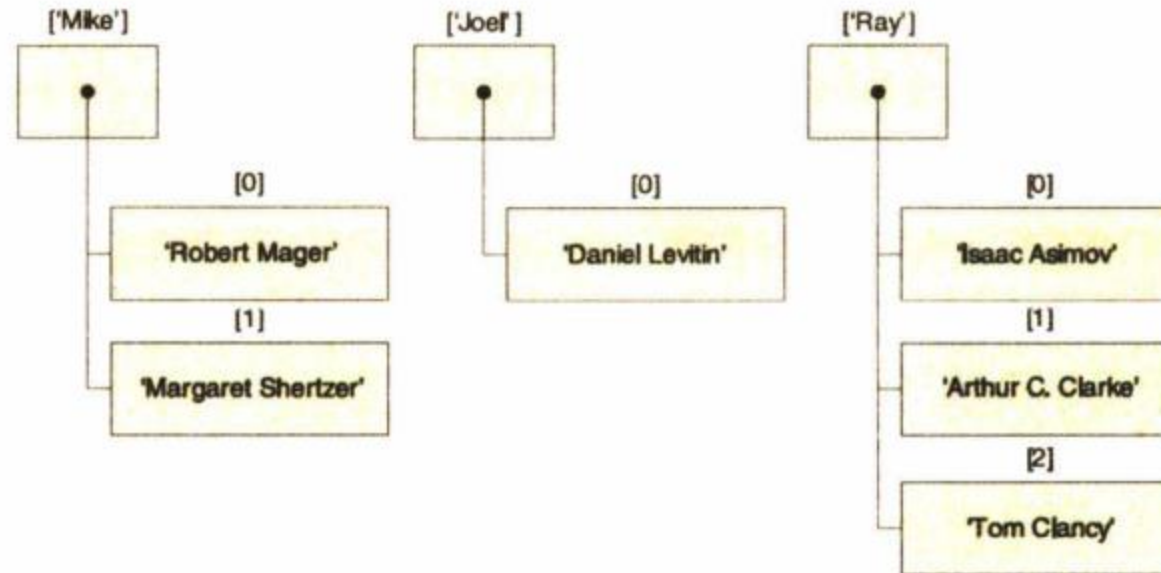 ['Mike'] ['Joel'] ['Ray']
[0] [0] [0]
'Robert Mager' 'Daniel Levitin' 'Isaac Asimov'
[1] [1]
'Margaret Shertzer' 'Arthur C. Clarke'
[2]
'Tom Clancy'